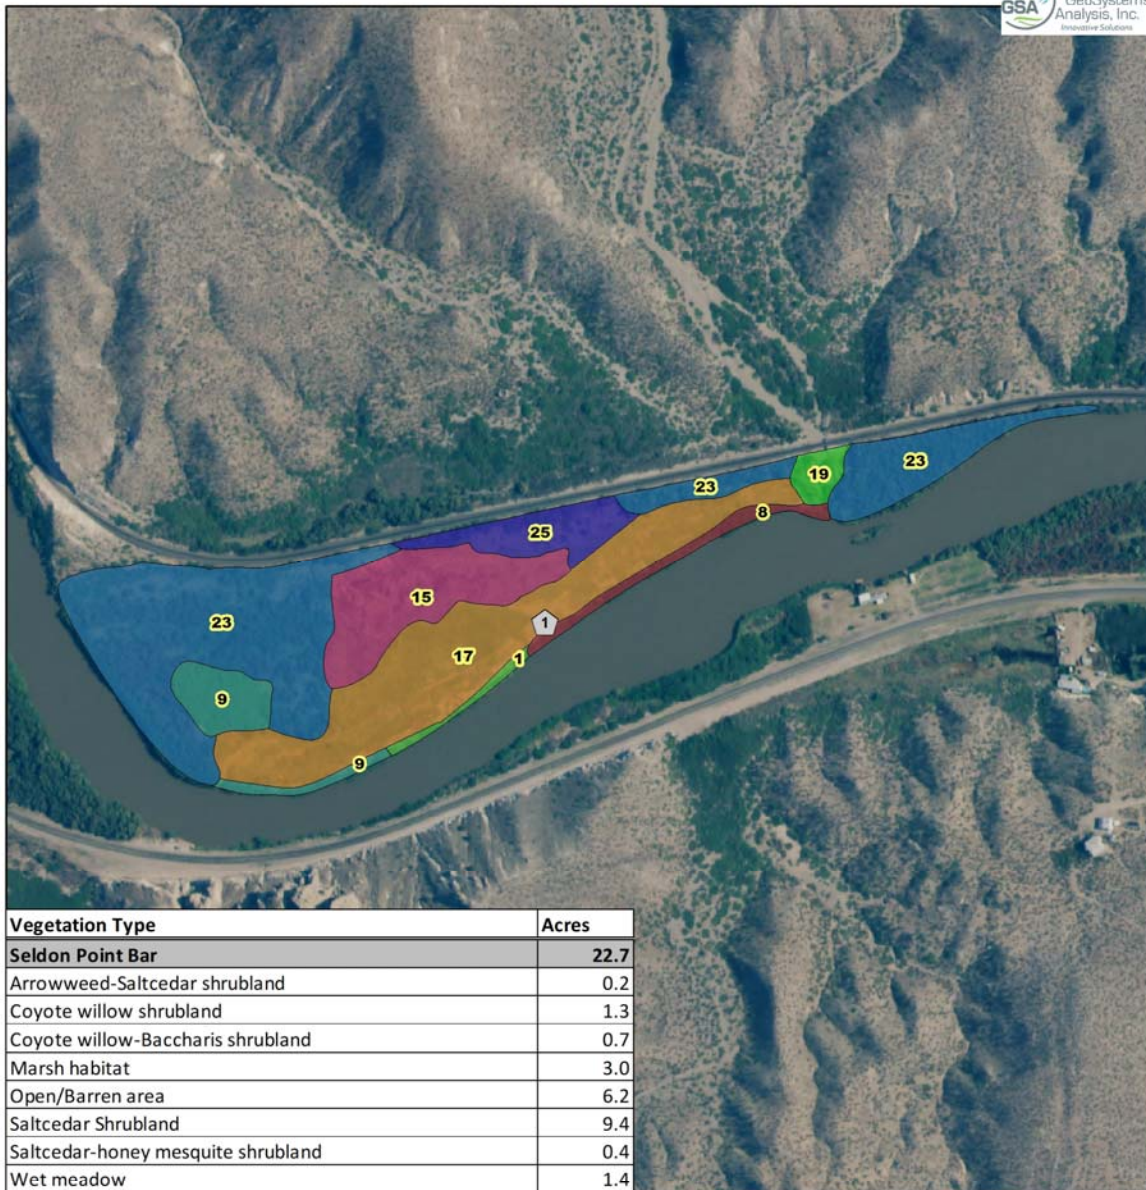 GSA
GeoSystems
Analysis, Inc.
Innovative Solutions
23
19
23
8
25
15
1
23
17
1
9
9
Vegetation Type Acres
Seldon Point Bar 22.7
Arrowweed-Saltcedar shrubland 0.2
Coyote willow shrubland 1.3
Coyote willow-Baccharis shrubland 0.7
Marsh habitat 3.0
Open/Barren area 6.2
Saltcedar Shrubland 9.4
Saltcedar-honey mesquite shrubland 0.4
Wet meadow 1.4